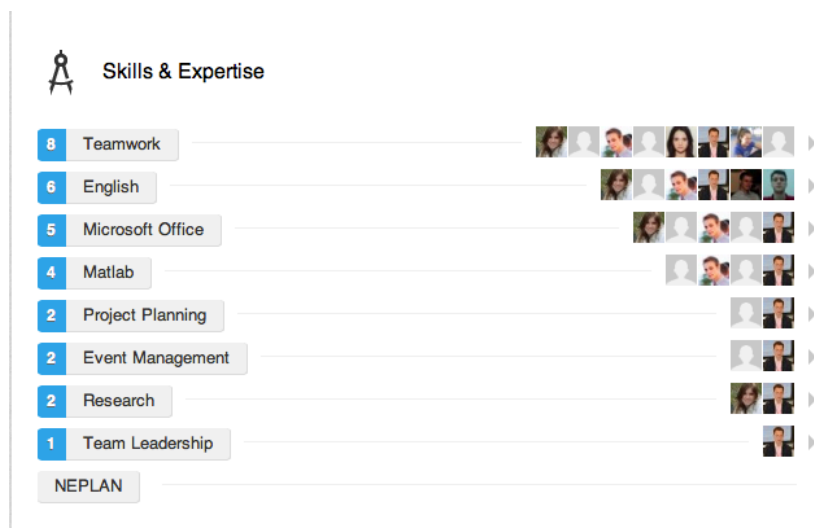 Skills & Expertise
8 Teamwork
6 English
5 Microsoft Office
4 Matlab
2 Project Planning
2 Event Management
2 Research
1 Team Leadership
NEPLAN